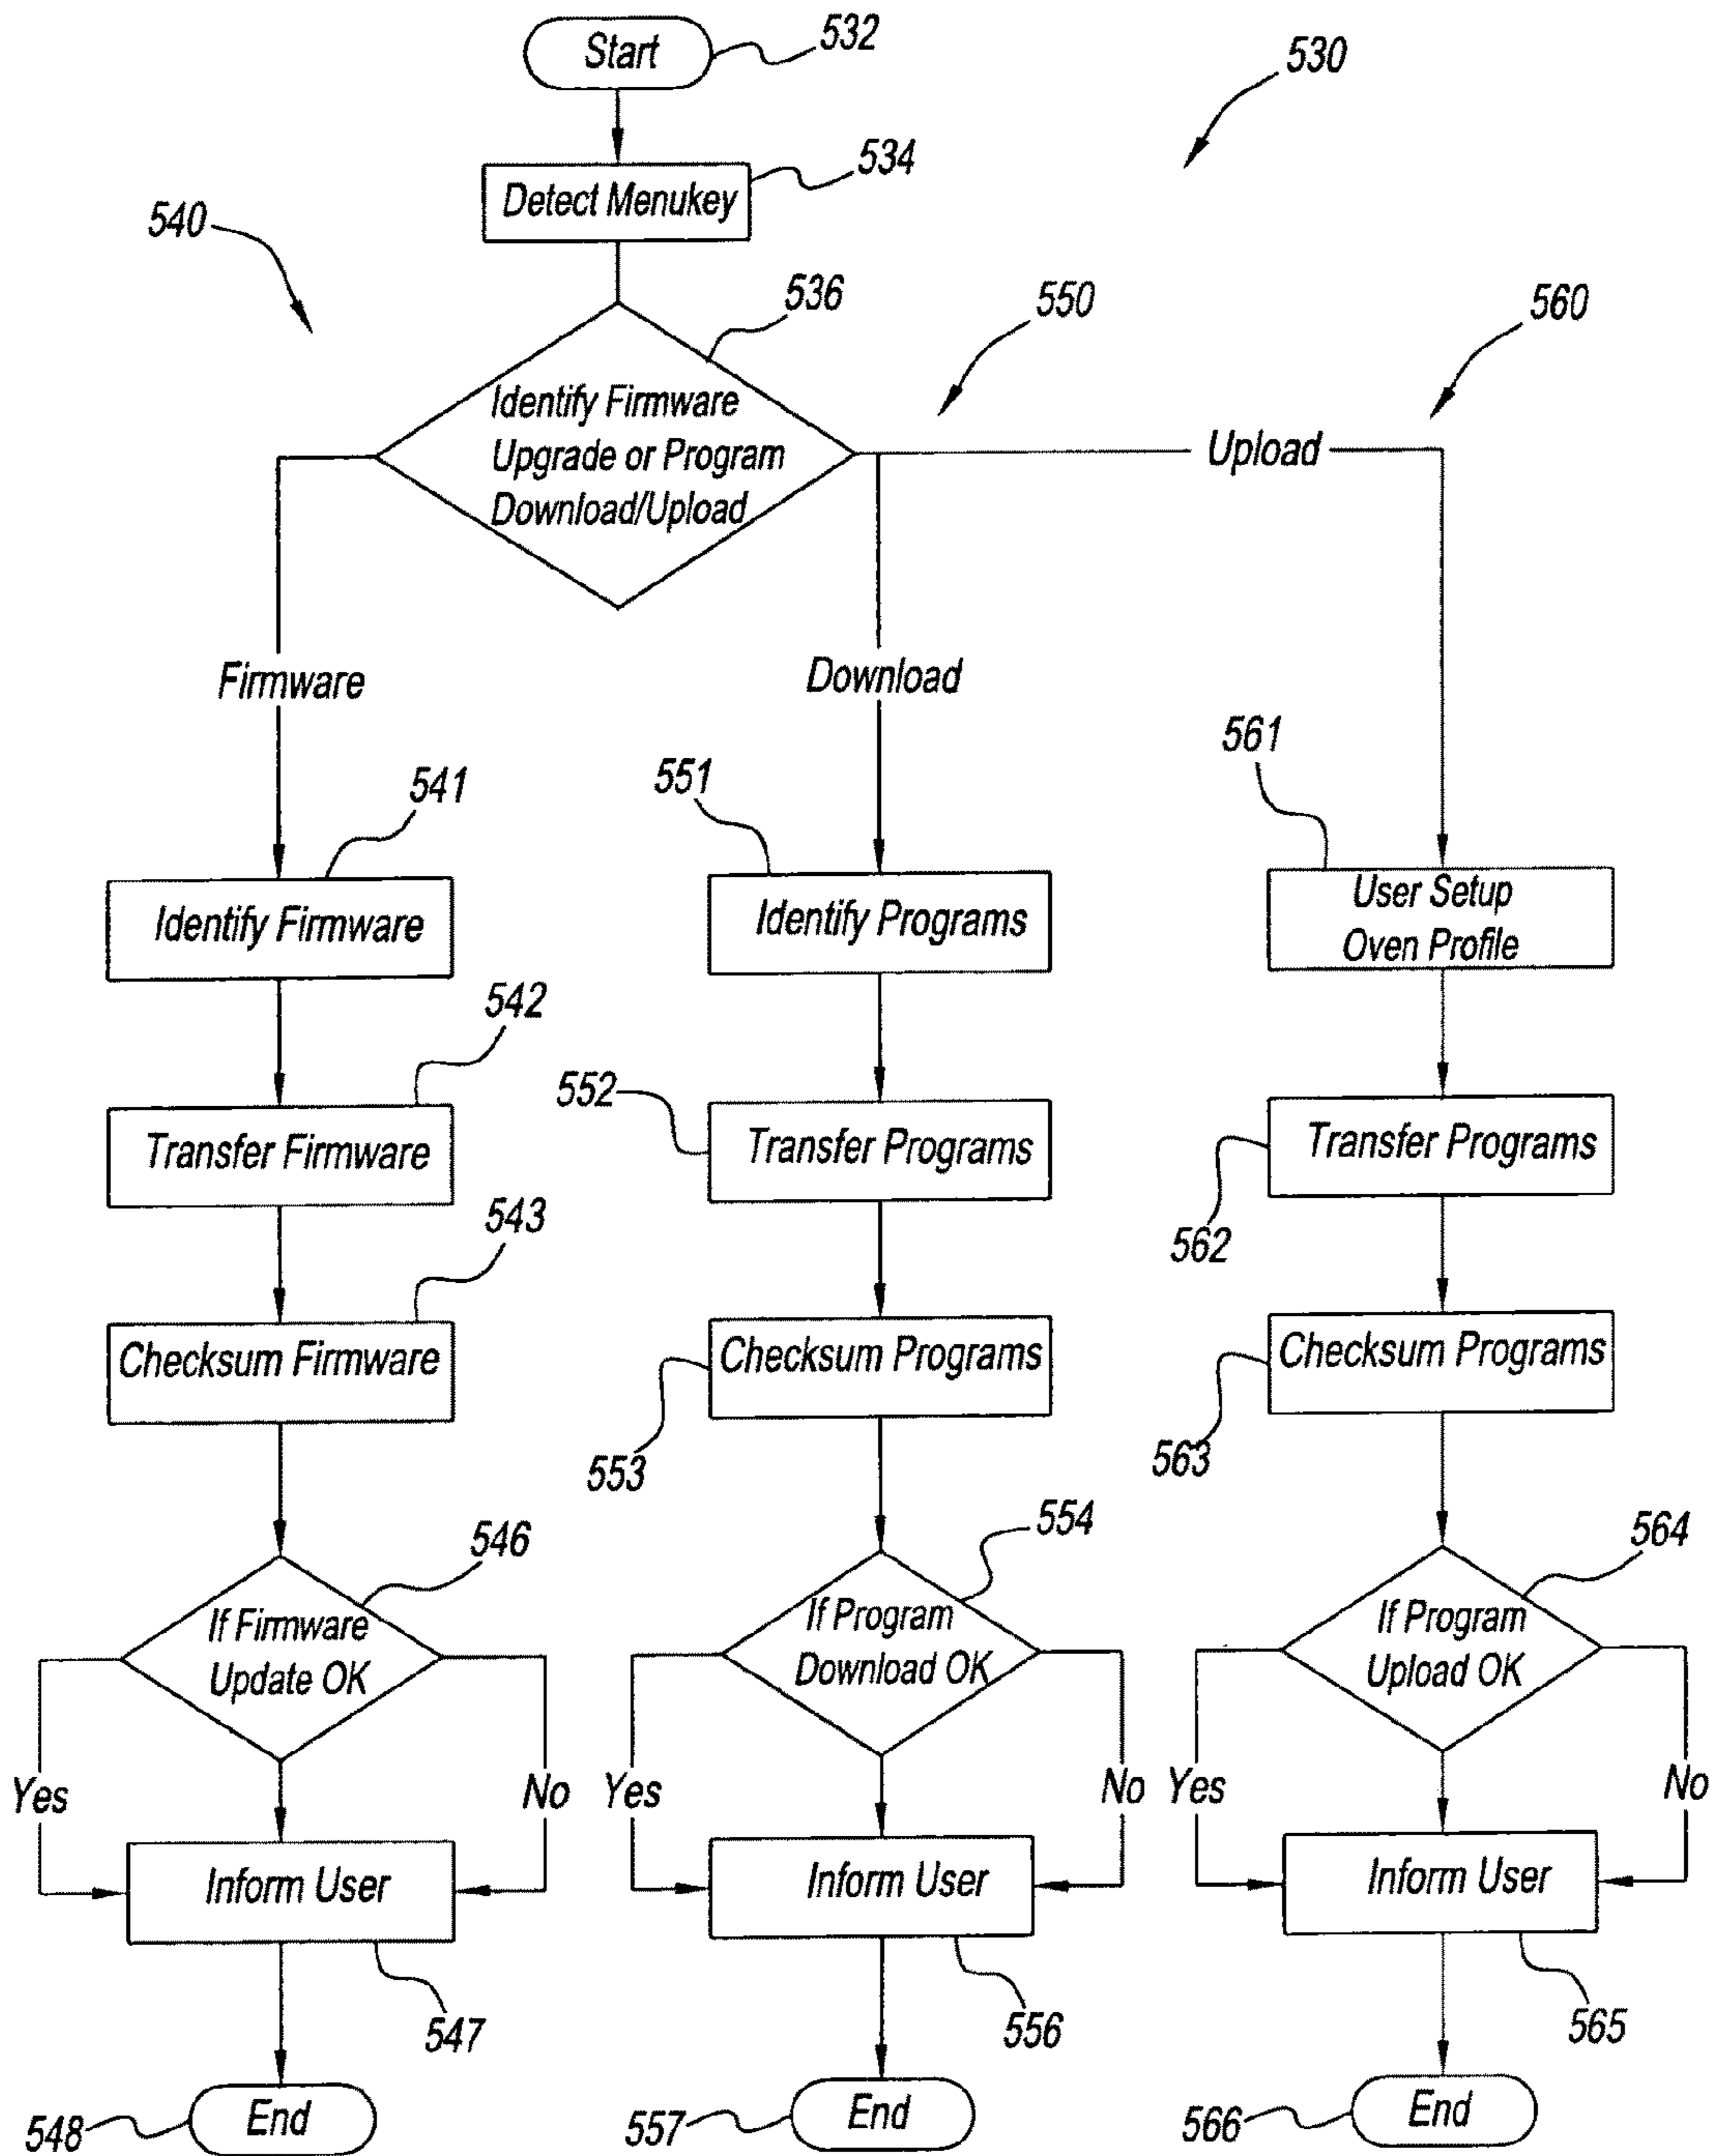 Start
532
530
534
Detect Menukey
540
536
550
560
Identify Firmware
Upgrade or Program
Download/Upload
Upload
Firmware
Download
541
551
561
Identify Firmware
Identify Programs
User Setup
Oven Profile
542
552
Transfer Firmware
Transfer Programs
Transfer Programs
543
562
Checksum Firmware
Checksum Programs
Checksum Programs
553
563
546
554
564
If Firmware
Update OK
If Program
Download OK
If Program
Upload OK
Yes
No
Yes
No
Yes
No
Inform User
Inform User
Inform User
547
556
565
548
End
557
End
566
End